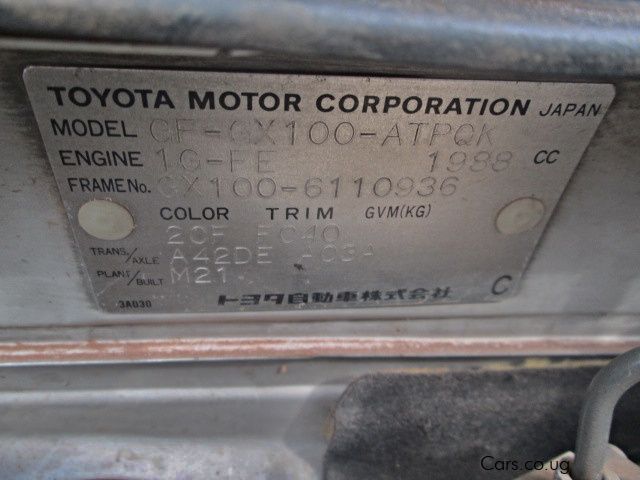 TOYOTA MOTOR CORPORATION JAPAN
MODEL GF-GX100-ATPQK
ENGINE 1G-FE 1988 CC
FRAME No. GX100-6110936
COLOR TRIM GVM(KG)
2CF FC40
TRANS./AXLE A42DE A03A
PLANT/BUILT M21
3AD30 トヨタ自動車株式会社 C
Cars.co.ug